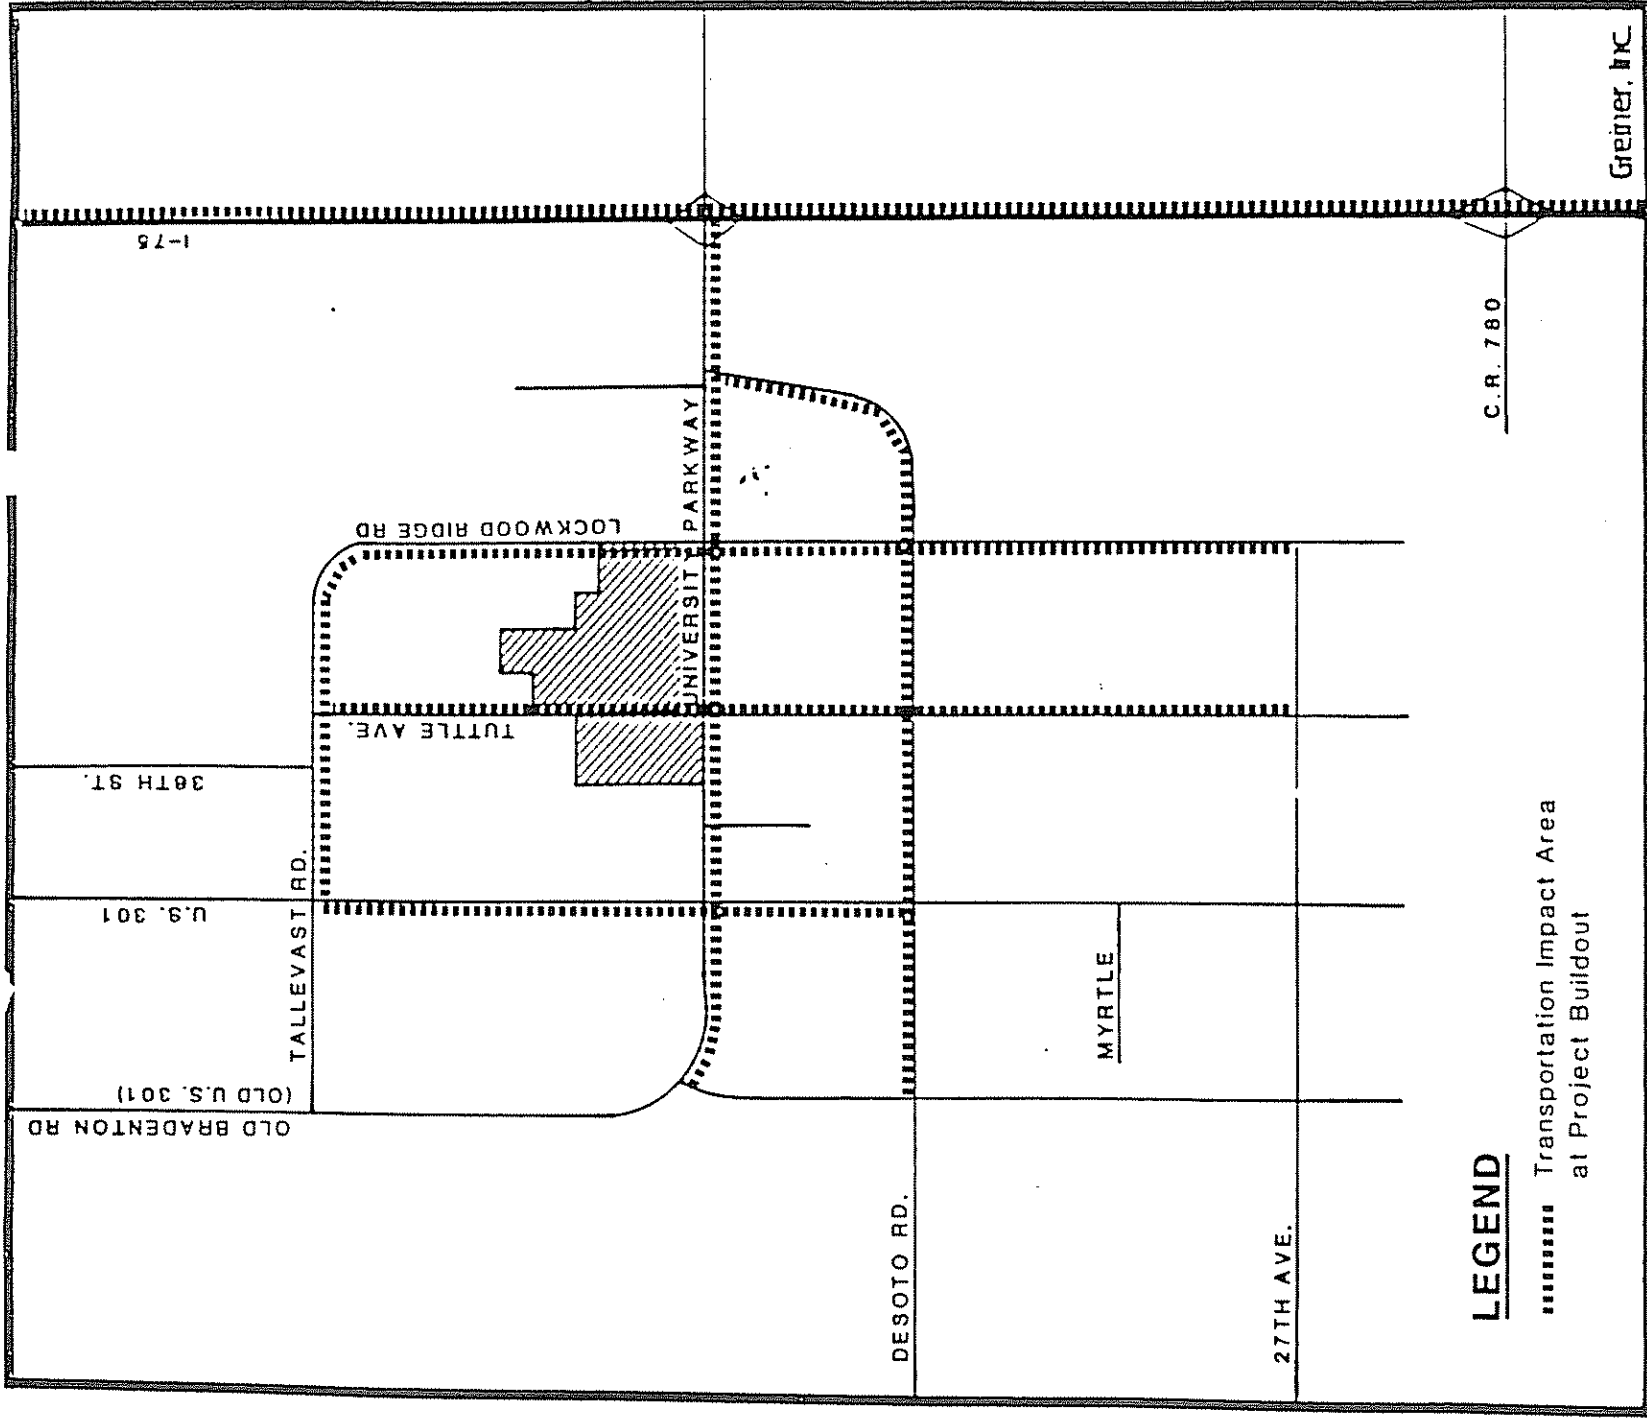 I-75
UNIVERSITY PARKWAY
LOCKWOOD RIDGE RD
TUTTLE AVE.
38TH ST.
U.S. 301
TALLEVAST RD.
OLD BRADENTON RD
(OLD U.S. 301)
DESOTO RD.
MYRTLE
27TH AVE.
C.R. 780
LEGEND
Transportation Impact Area
at Project Buildout
Greiner, Inc.